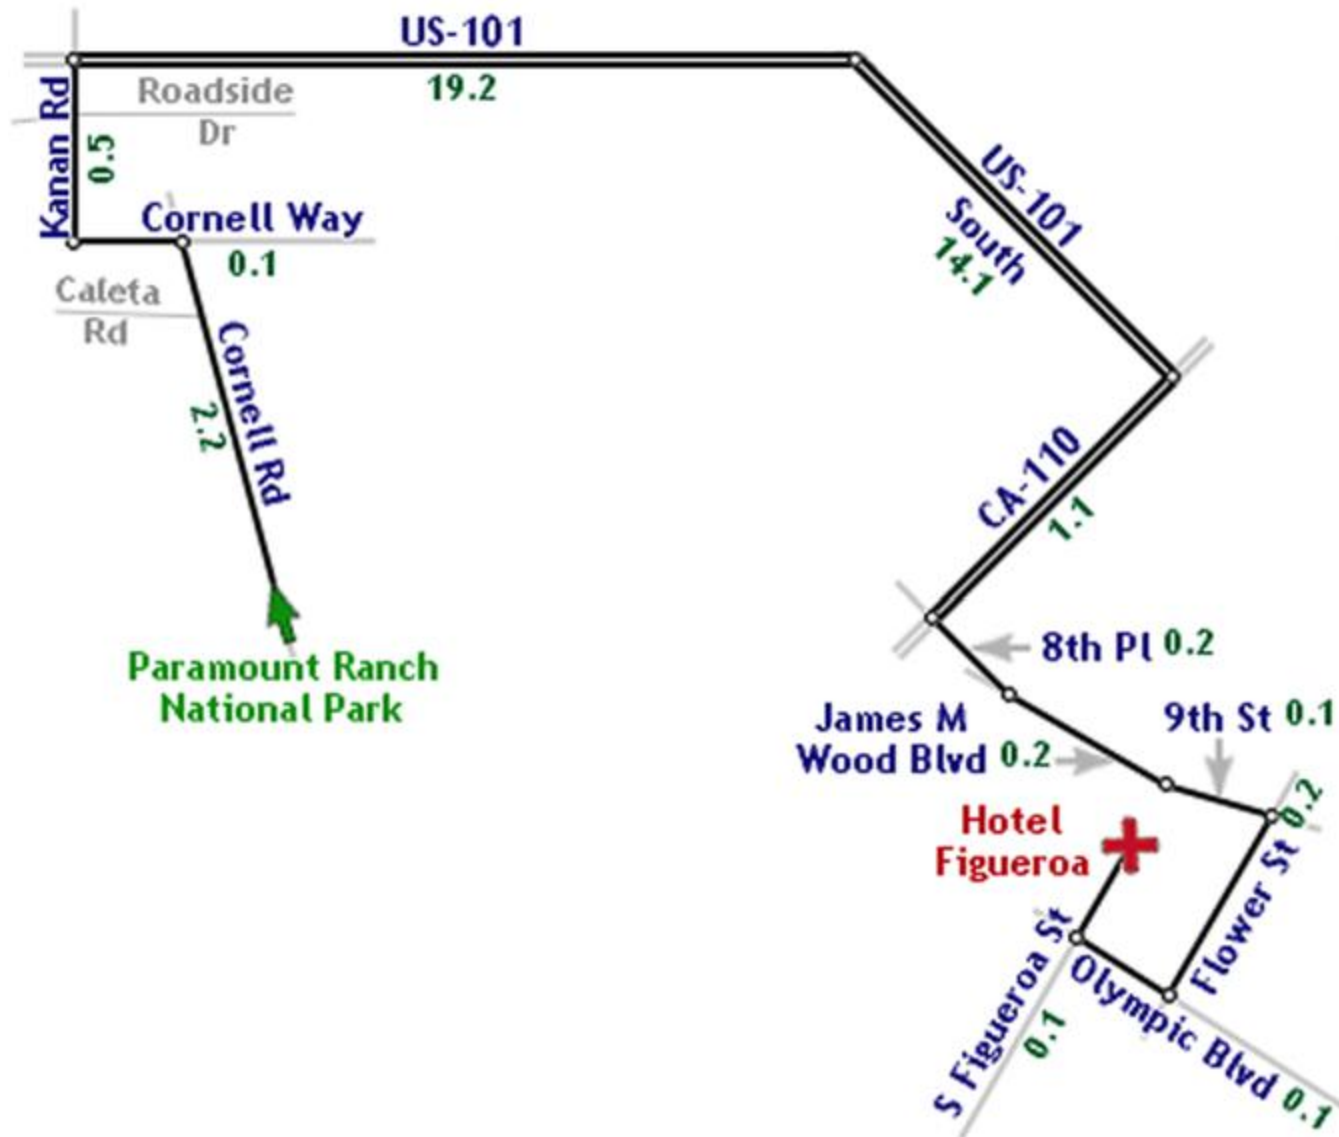 US-101
19.2
Roadside
Dr
Kanan Rd
0.5
Cornell Way
0.1
Caleta
Rd
Cornell Rd
2.2
Paramount Ranch
National Park
US-101
South
14.1
CA-110
1.1
8th Pl 0.2
James M
Wood Blvd 0.2
9th St 0.1
0.2
Flower St
Hotel
Figueroa
S Figueroa St
0.1
Olympic Blvd 0.1